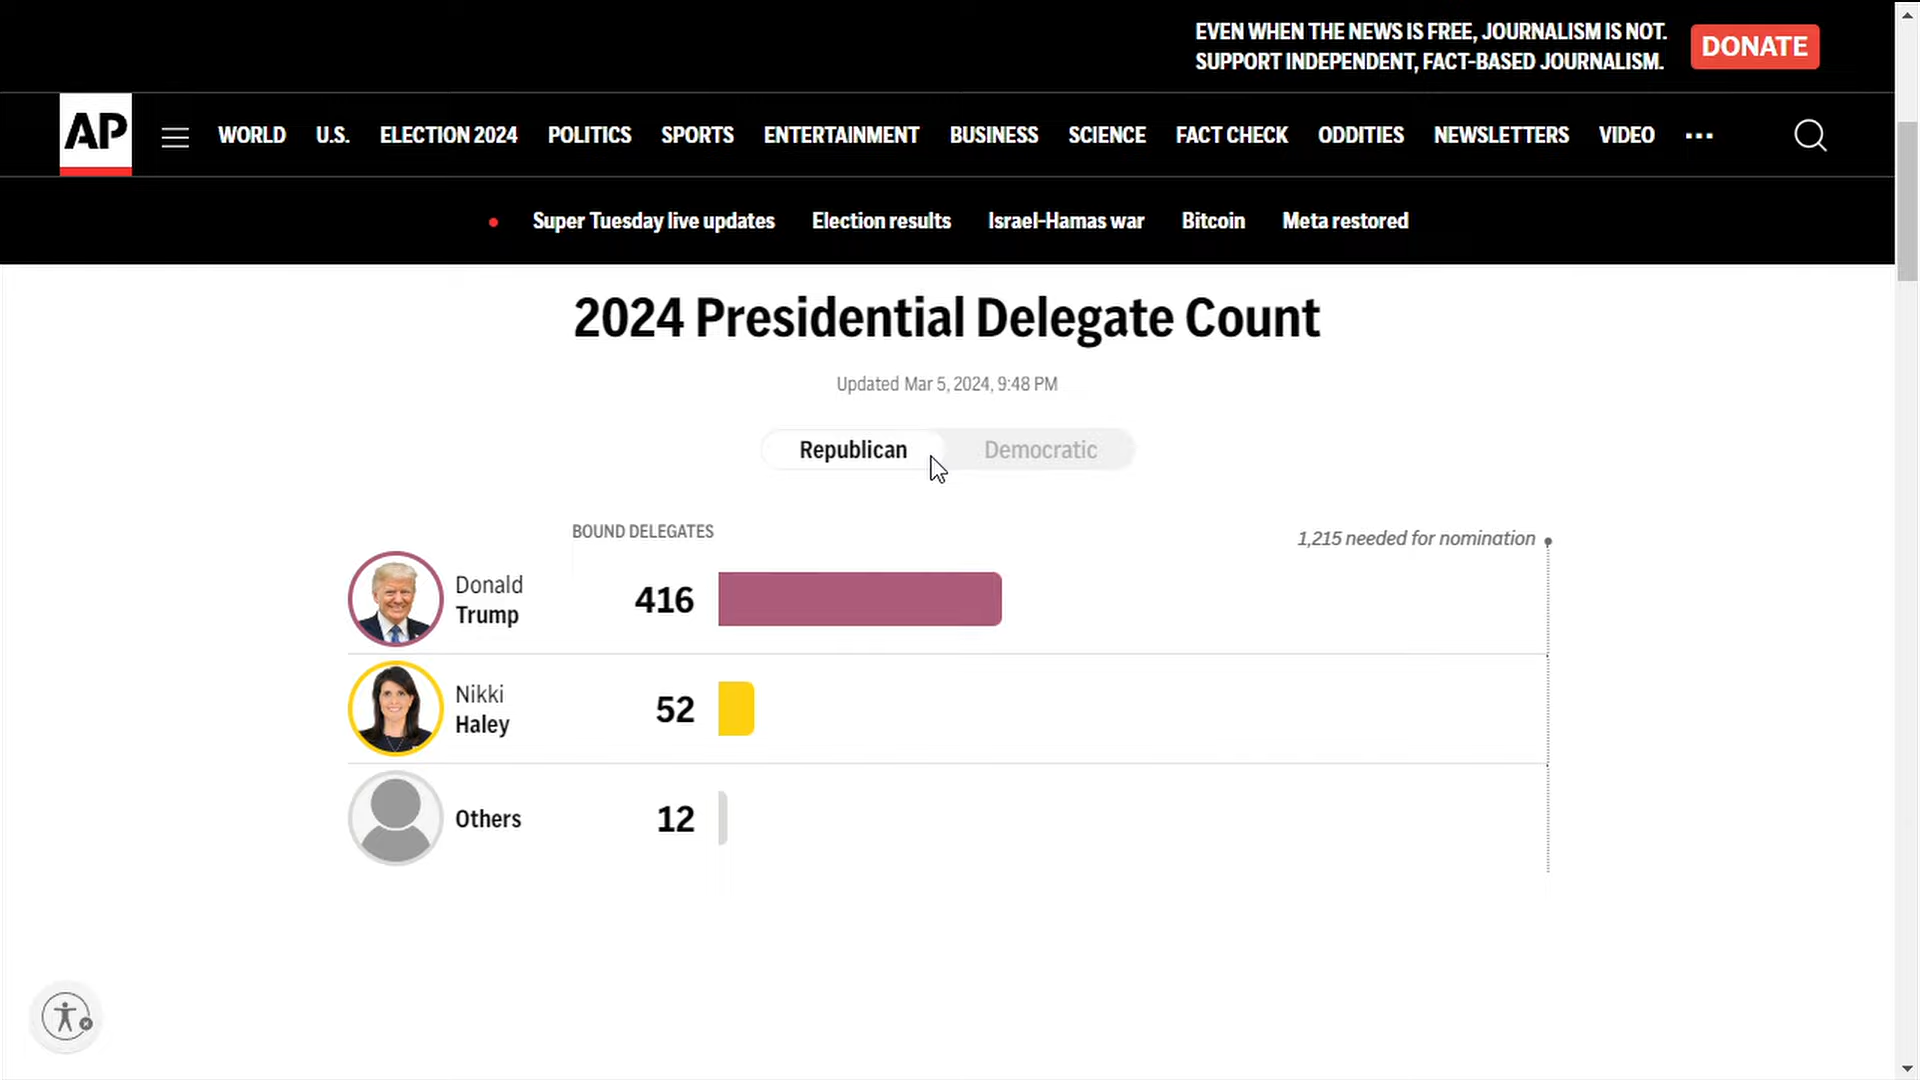 EVEN WHEN THE NEWS IS FREE, JOURNALISM IS NOT.
SUPPORT INDEPENDENT, FACT-BASED JOURNALISM.
DONATE
AP
WORLD U.S. ELECTION 2024 POLITICS SPORTS ENTERTAINMENT BUSINESS SCIENCE FACT CHECK ODDITIES NEWSLETTERS VIDEO ...
Super Tuesday live updates Election results Israel-Hamas war Bitcoin Meta restored
2024 Presidential Delegate Count
Updated Mar 5, 2024, 9:48 PM
Republican Democratic
BOUND DELEGATES
1,215 needed for nomination
Donald
Trump
416
Nikki
Haley
52
Others
12